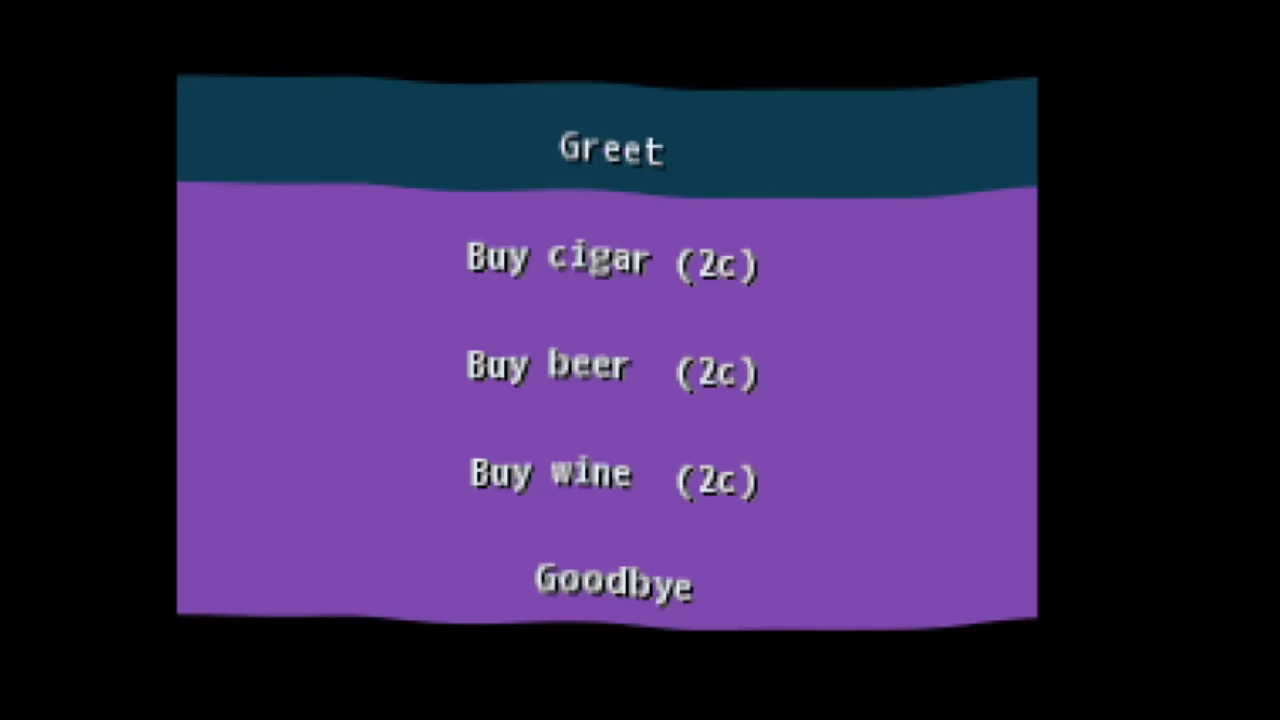 Greet
Buy cigar (2c)
Buy beer (2c)
Buy wine (2c)
Goodbye